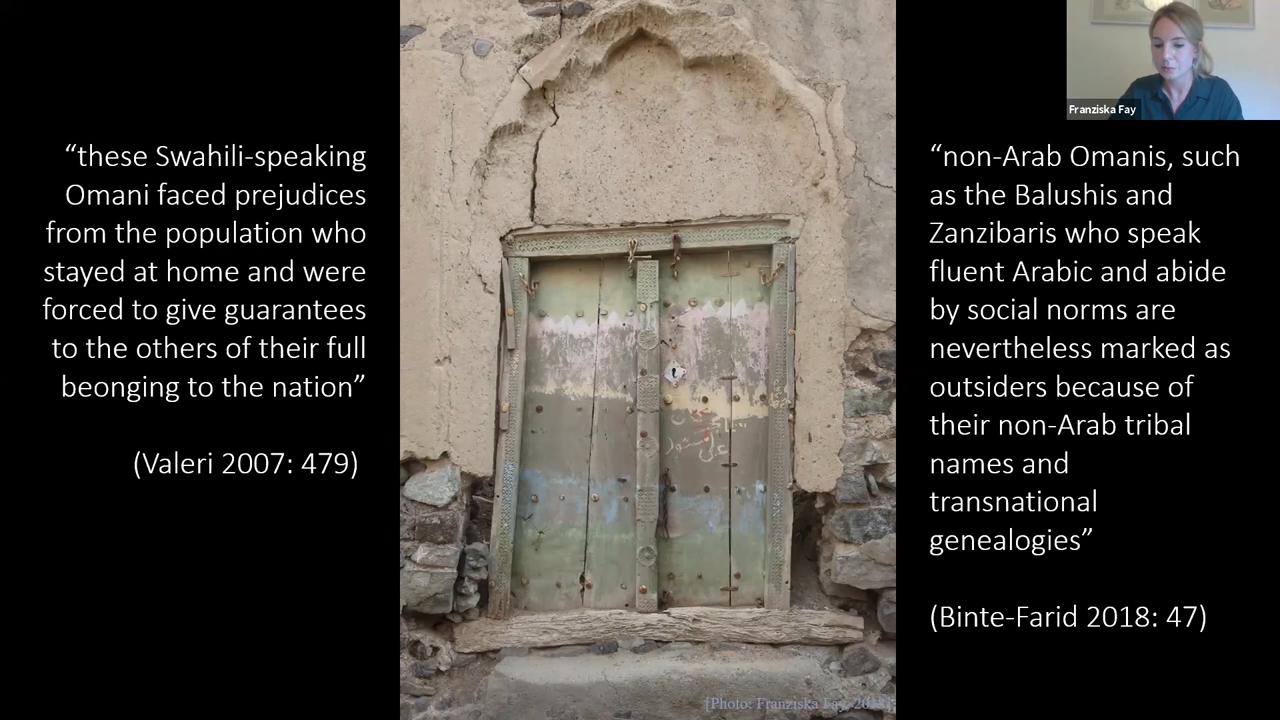 “these Swahili-speaking
Omani faced prejudices
from the population who
stayed at home and were
forced to give guarantees
to the others of their full
beonging to the nation”
(Valeri 2007: 479)
Franziska Fay
“non-Arab Omanis, such
as the Balushis and
Zanzibaris who speak
fluent Arabic and abide
by social norms are
nevertheless marked as
outsiders because of
their non-Arab tribal
names and
transnational
genealogies”
(Binte-Farid 2018: 47)
[Photo: Franziska Fay,